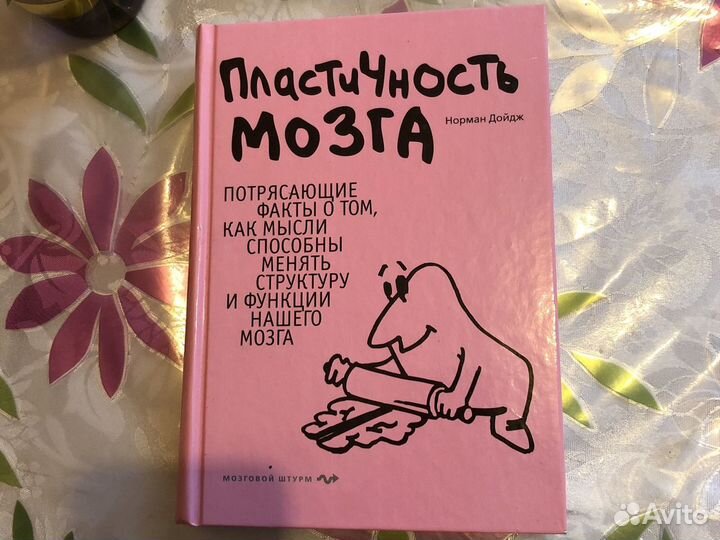 Пластичность
мозга
Норман Дойдж
ПОТРЯСАЮЩИЕ
ФАКТЫ О ТОМ,
КАК МЫСЛИ
СПОСОБНЫ
МЕНЯТЬ
СТРУКТУРУ
И ФУНКЦИИ
НАШЕГО
МОЗГА
МОЗГОВОЙ ШТУРМ
Avito